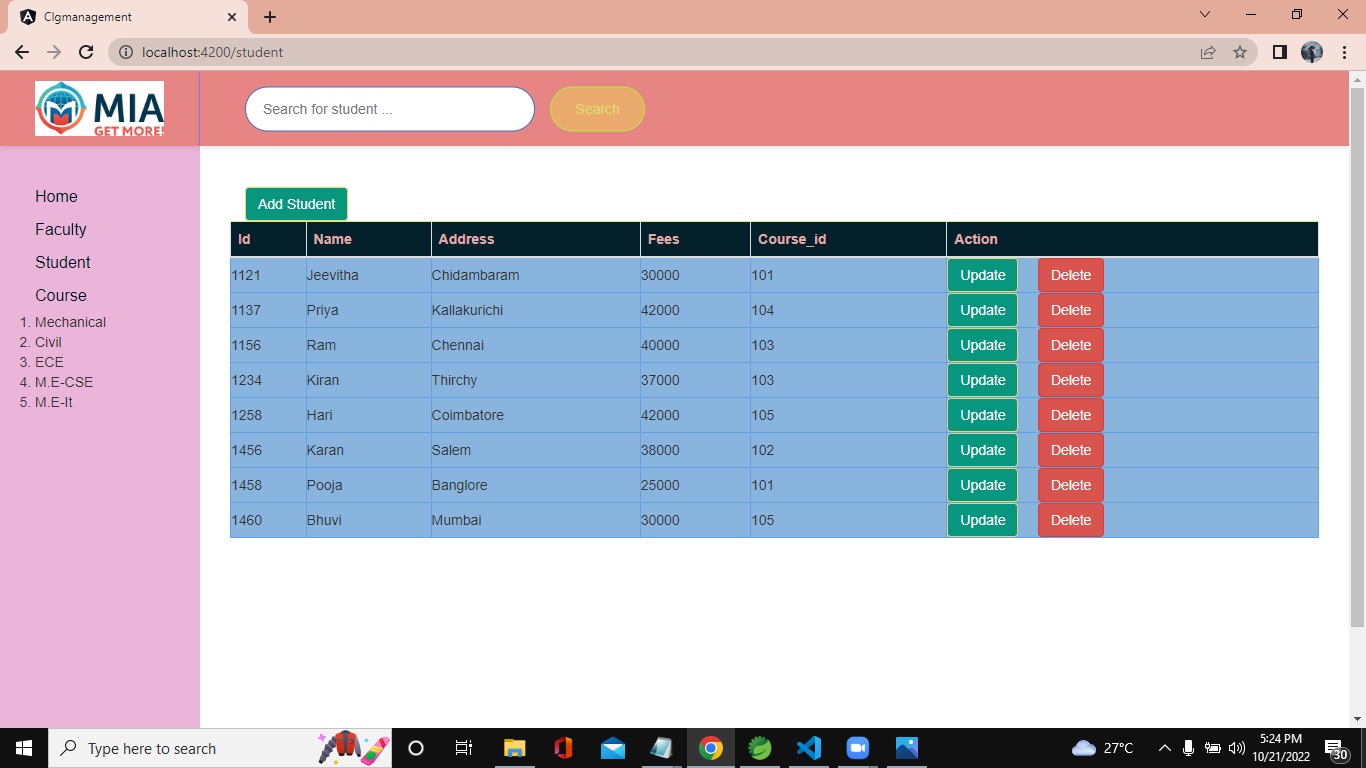 Clgmanagement
localhost:4200/student
MIA
GET MORE!
Search for student ...
Search
Home
Faculty
Student
Course
1. Mechanical
2. Civil
3. ECE
4. M.E-CSE
5. M.E-It
Add Student
Id Name Address Fees Course_id Action
1121 Jeevitha Chidambaram 30000 101 Update Delete
1137 Priya Kallakurichi 42000 104 Update Delete
1156 Ram Chennai 40000 103 Update Delete
1234 Kiran Thirchy 37000 103 Update Delete
1258 Hari Coimbatore 42000 105 Update Delete
1456 Karan Salem 38000 102 Update Delete
1458 Pooja Banglore 25000 101 Update Delete
1460 Bhuvi Mumbai 30000 105 Update Delete
Type here to search
27°C
5:24 PM
10/21/2022
30